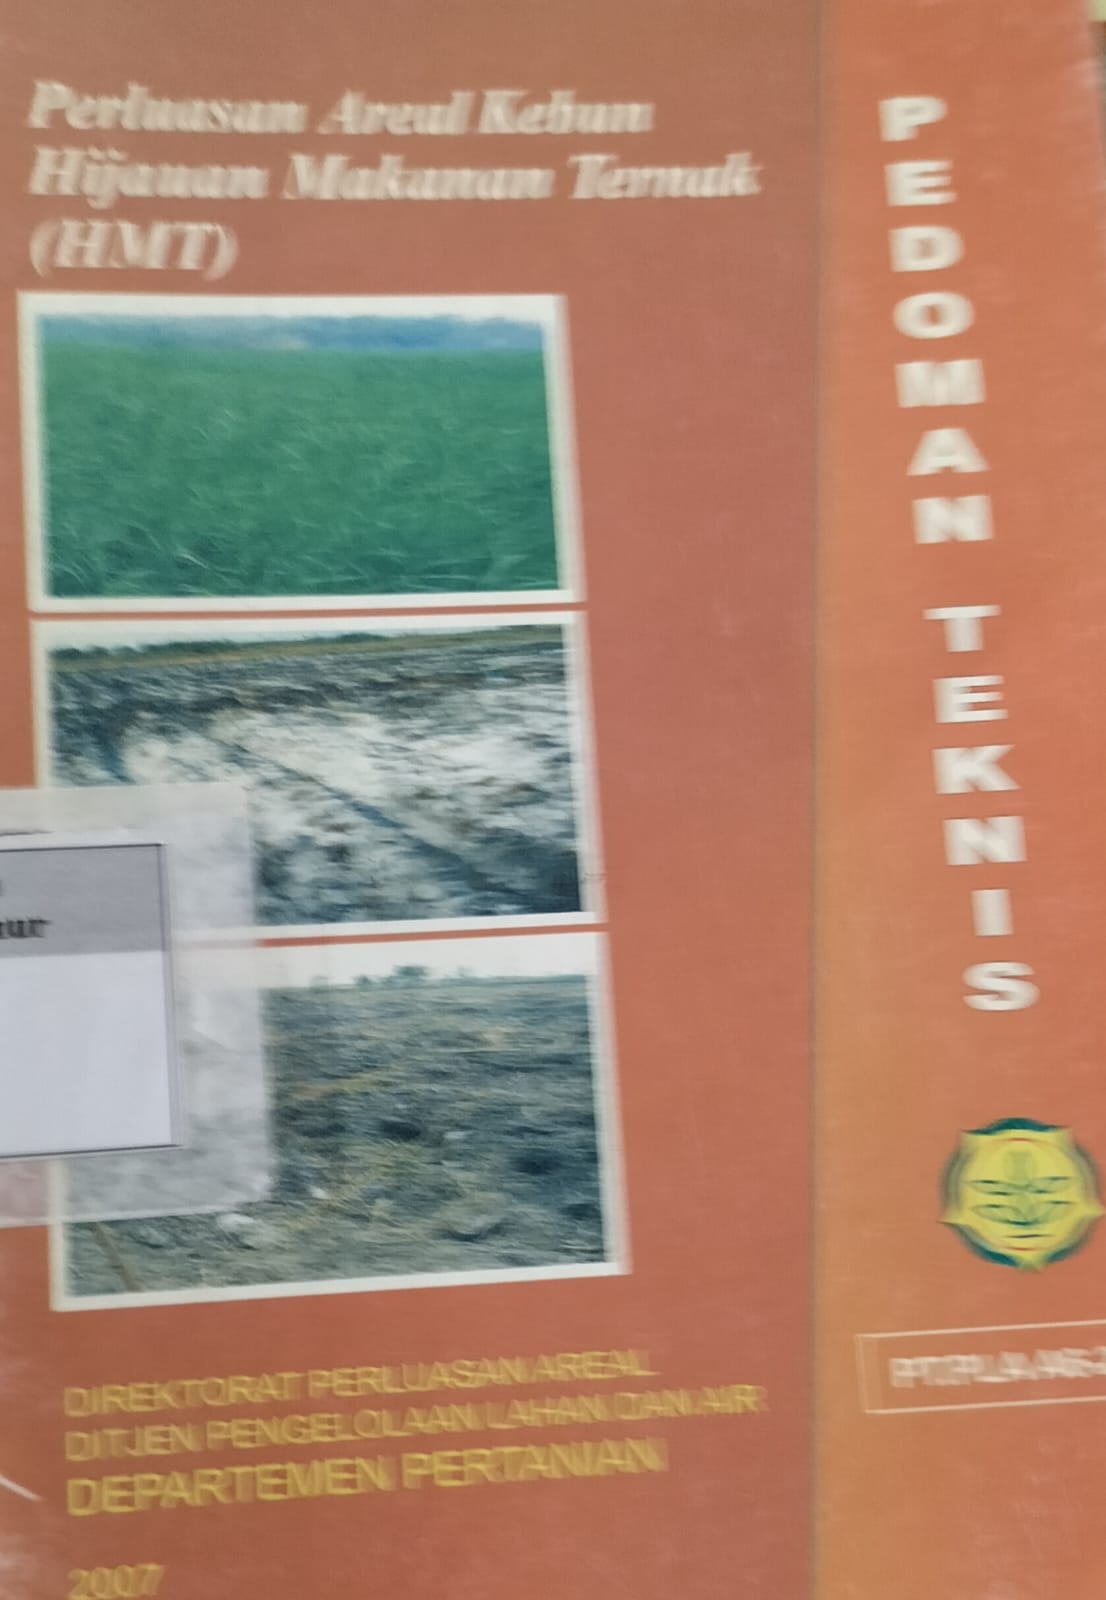 Perluasan Areal Kebun
Hijauan Makanan Ternak
(HMT)
PEDOMAN TEKNIS
DIREKTORAT PERLUASAN AREAL
DITJEN PENGELOLAAN LAHAN DAN AIR
DEPARTEMEN PERTANIAN
2007